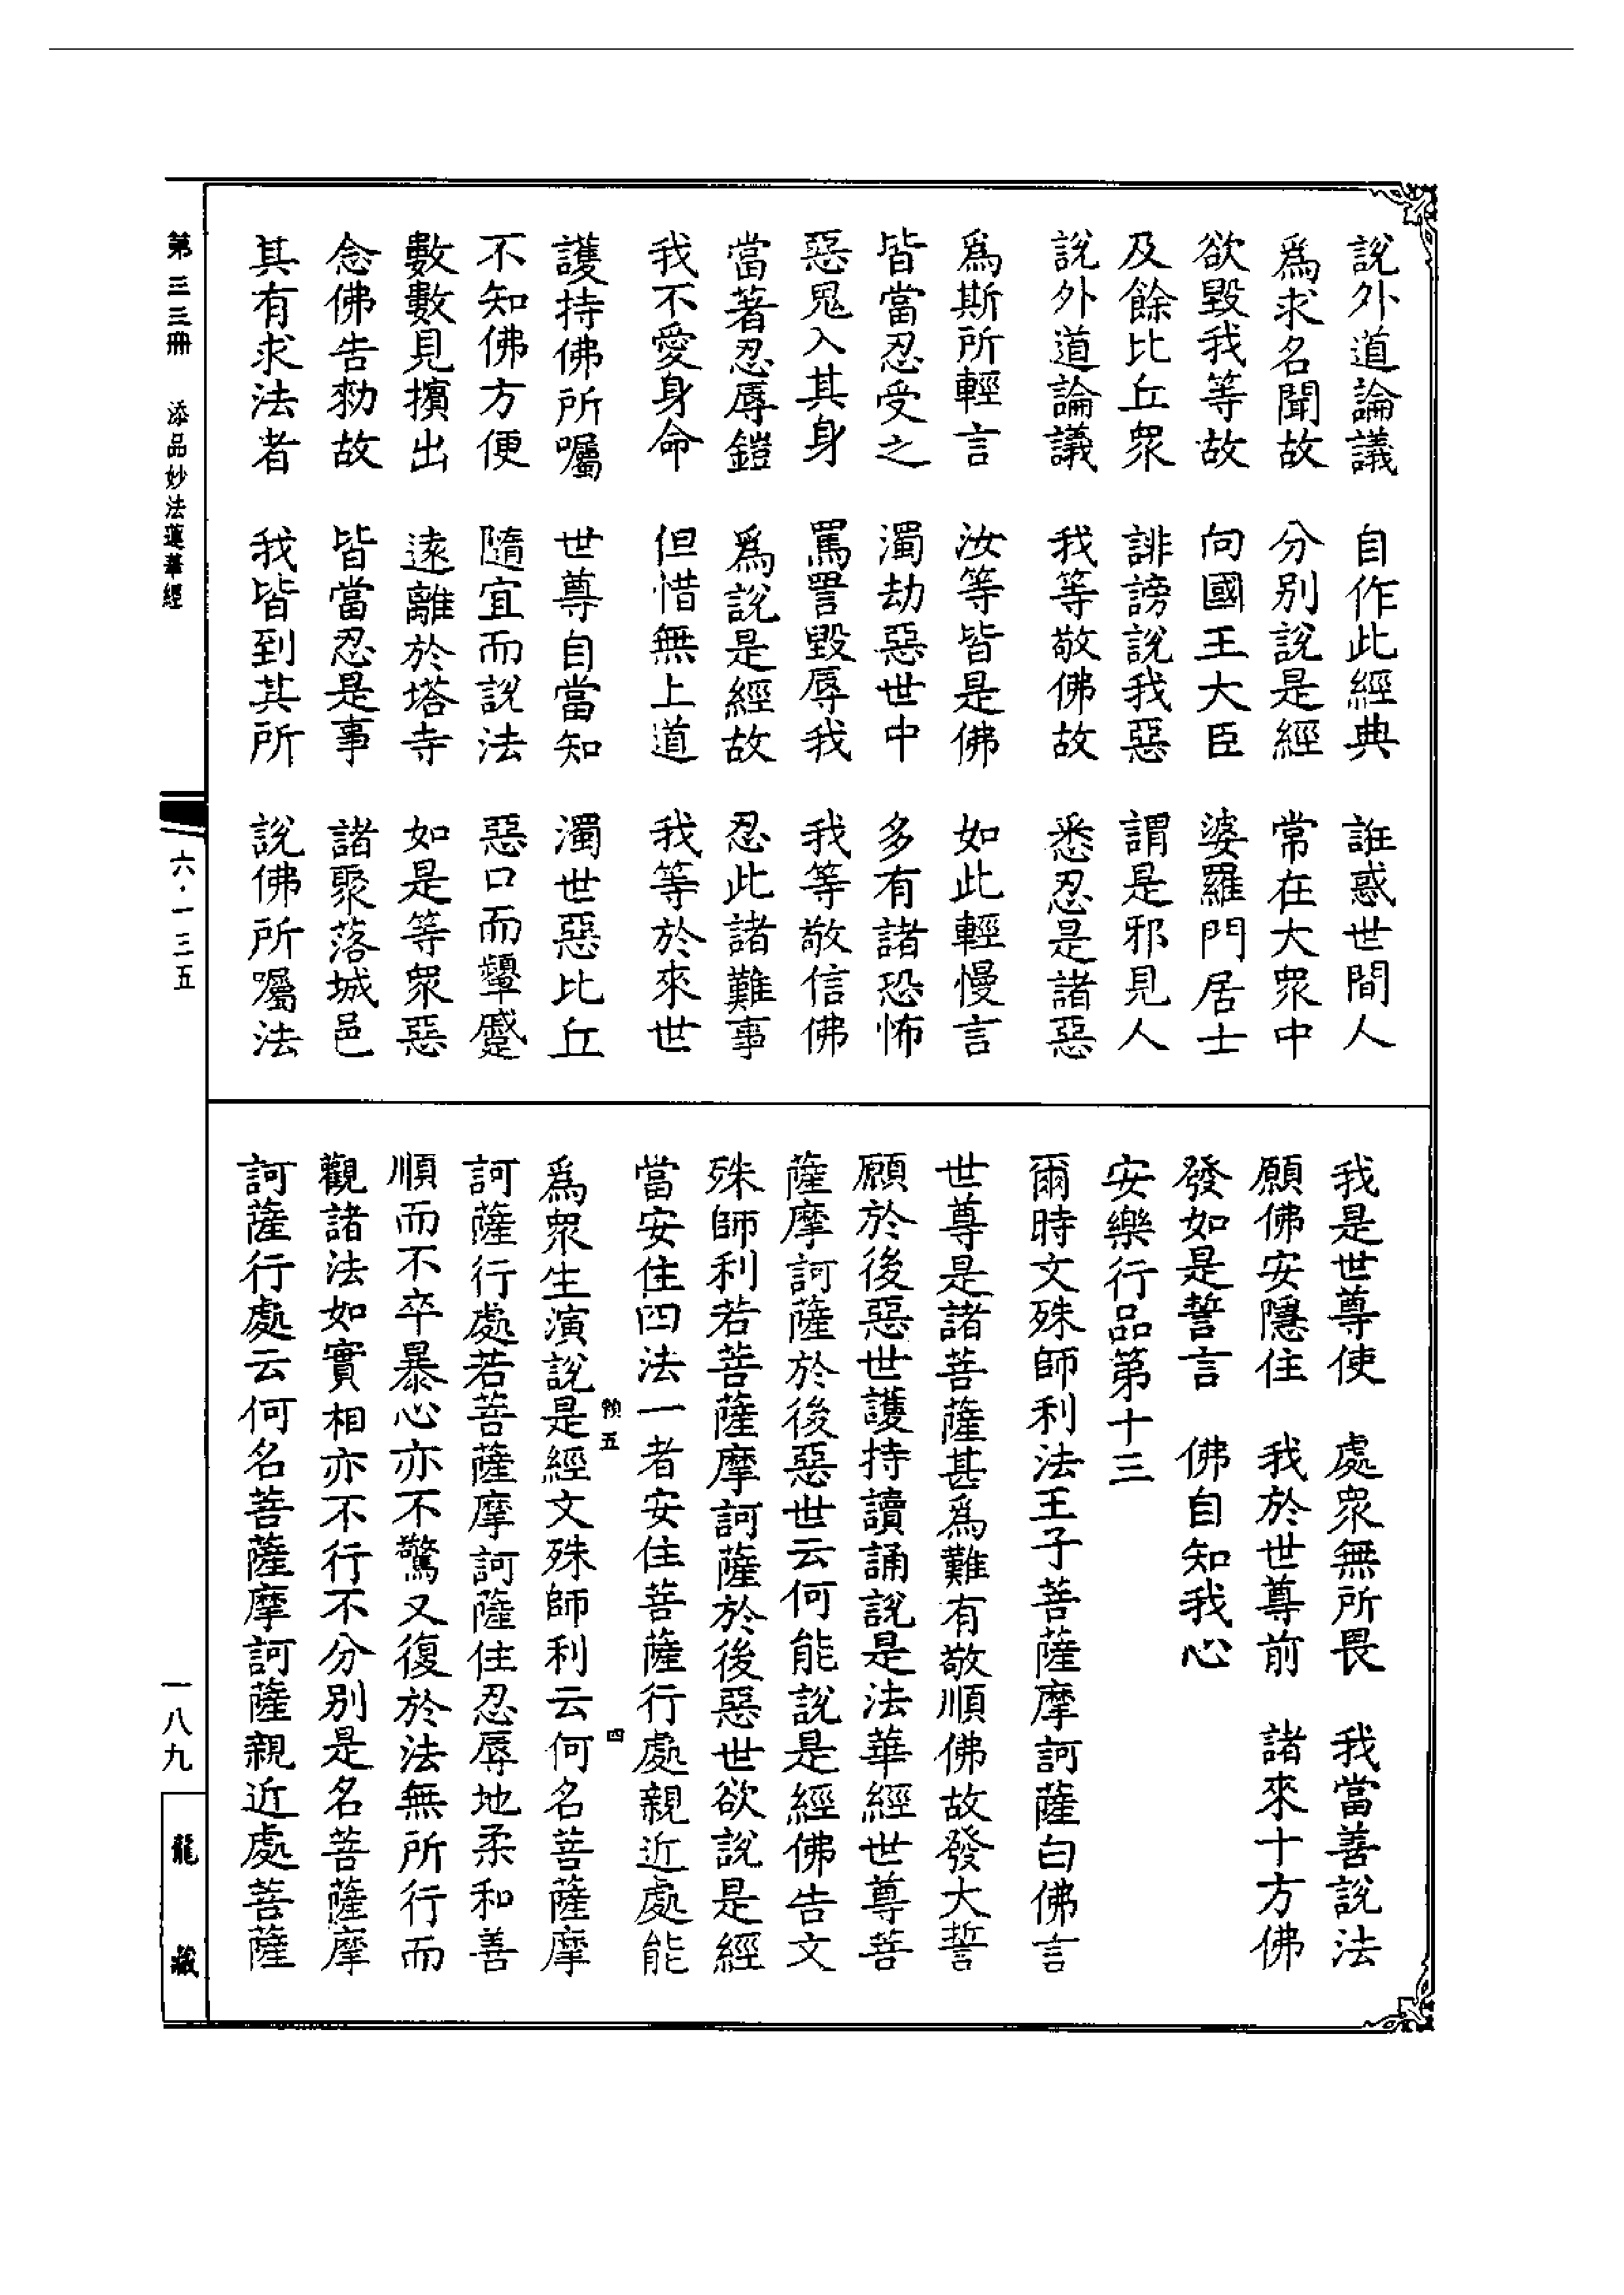 說外道論議　自作此經典　誑惑世間人
爲求名聞故　分別說是經　常在大眾中
欲毀我等故　向國王大臣　婆羅門居士
及餘比丘眾　誹謗說我惡　謂是邪見人
說外道論議　我等敬佛故　悉忍是諸惡
爲斯所輕言　汝等皆是佛　如此輕慢言
皆當忍受之　濁劫惡世中　多有諸恐怖
惡鬼入其身　罵詈毀辱我　我等敬信佛
當著忍辱鎧　爲說是經故　忍此諸難事
我不愛身命　但惜無上道　我等於來世
護持佛所囑　世尊自當知　濁世惡比丘
不知佛方便　隨宜而說法　惡口而顰蹙
數數見擯出　遠離於塔寺　如是等眾惡
念佛告勑故　皆當忍是事　諸聚落城邑
其有求法者　我皆到其所　說佛所囑法
我是世尊使　處眾無所畏　我當善說法
願佛安隱住　我於世尊前　諸來十方佛
發如是誓言　佛自知我心
安樂行品第十三
爾時文殊師利法王子菩薩摩訶薩白佛言
世尊是諸菩薩甚爲難有敬順佛故發大誓
願於後惡世護持讀誦說是法華經世尊菩
薩摩訶薩於後惡世云何能說是經佛告文
殊師利若菩薩摩訶薩於後惡世欲說是經
當安住四法一者安住菩薩行處親近處能
爲眾生演說是經文殊師利云何名菩薩摩
訶薩行處若菩薩摩訶薩住忍辱地柔和善
順而不卒暴心亦不驚又復於法無所行而
觀諸法如實相亦不行不分別是名菩薩摩
訶薩行處云何名菩薩摩訶薩親近處菩薩
五
四
第三三冊　添品妙法蓮華經
六·一三五
一八九
龍藏